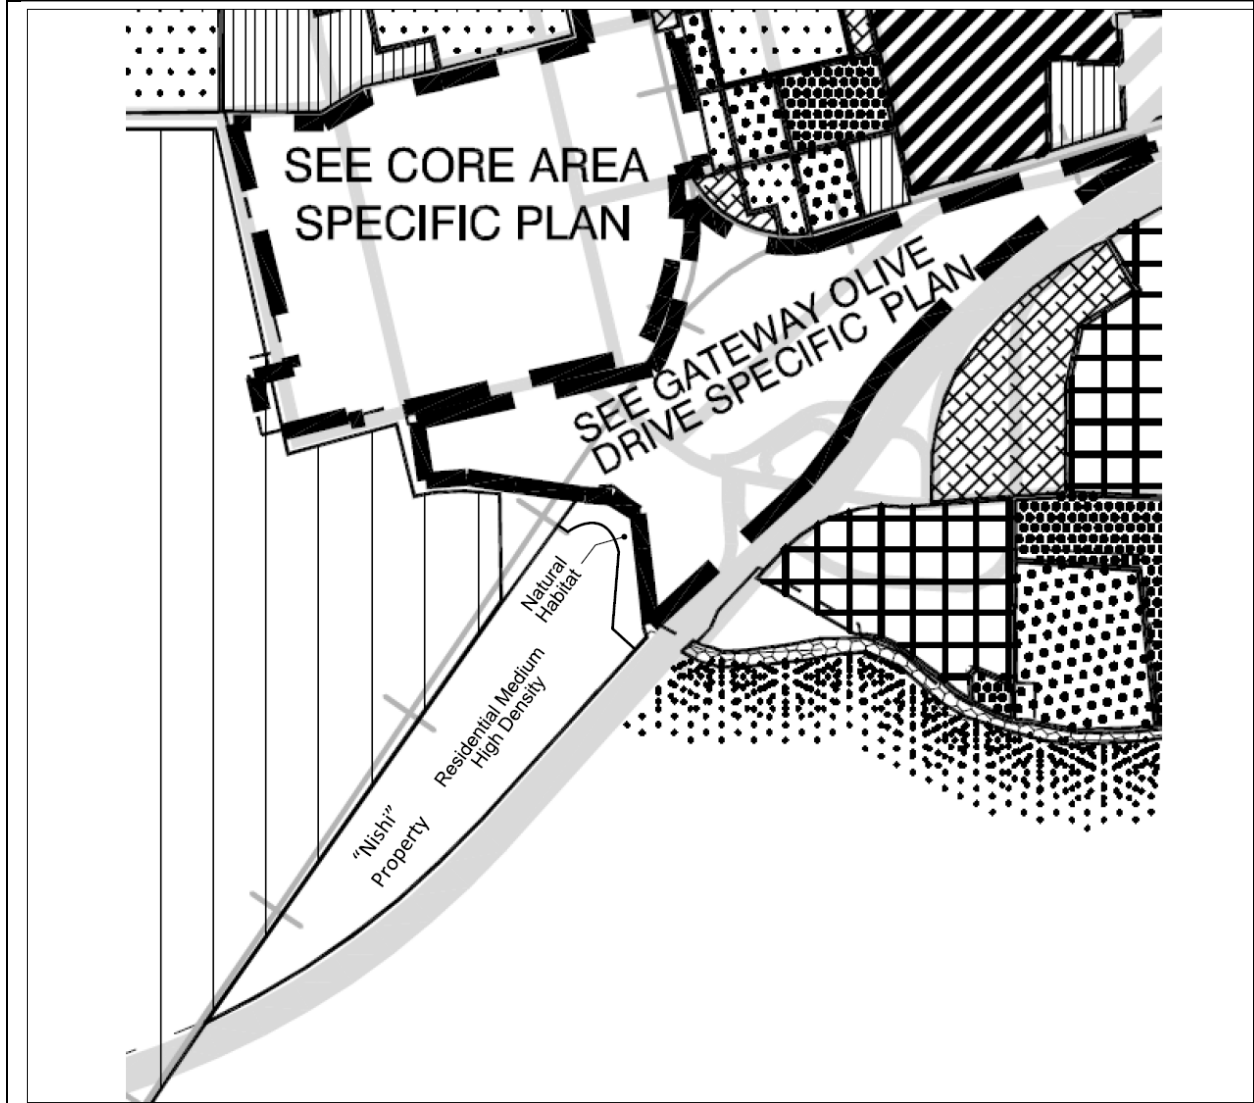 SEE CORE AREA
SPECIFIC PLAN
SEE GATEWAY OLIVE
DRIVE SPECIFIC PLAN
Natural
Habitat
Residential Medium
High Density
“Nishi”
Property